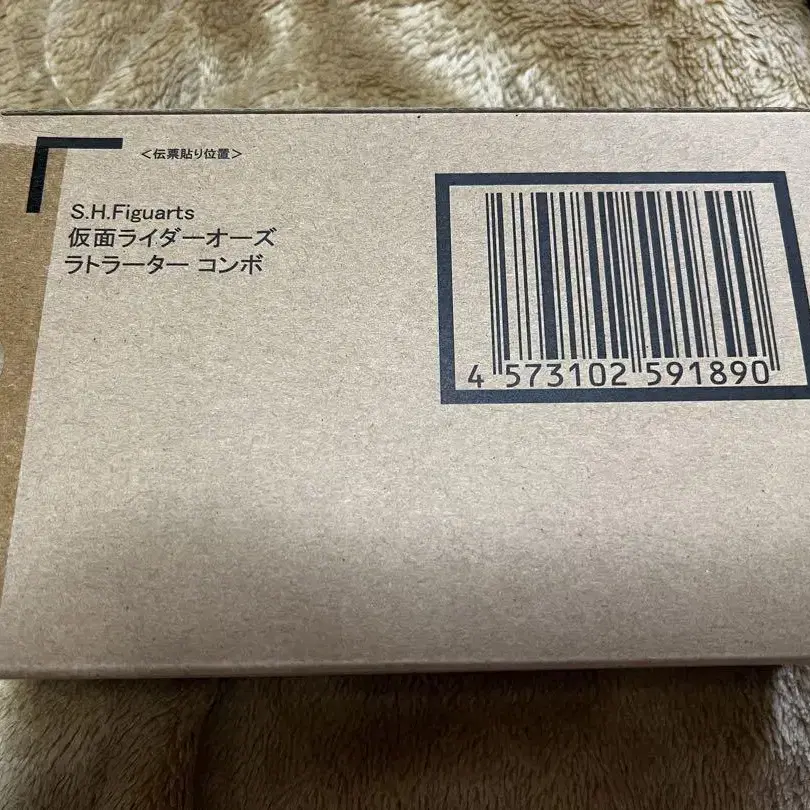 <伝票貼り位置>
S.H.Figuarts
仮面ライダーオーズ
ラトラーター コンボ
4 573102 591890